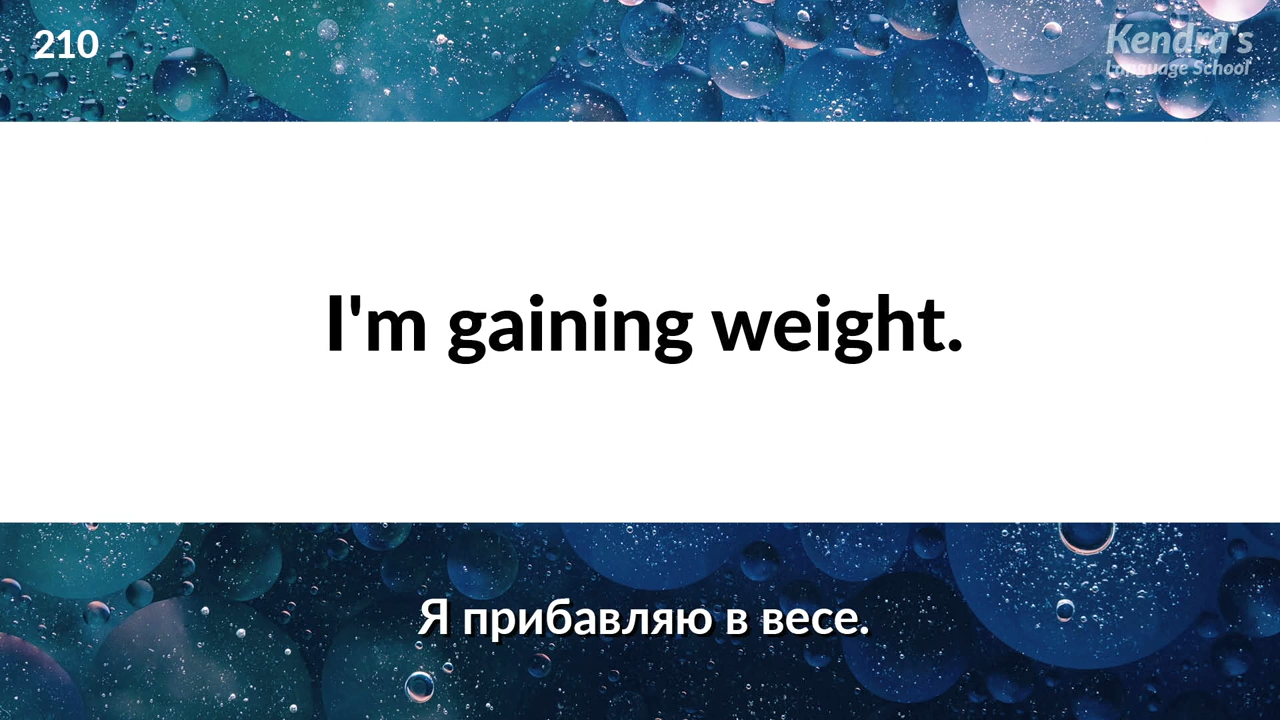 210
Kendra's
Language School
I'm gaining weight.
Я прибавляю в весе.